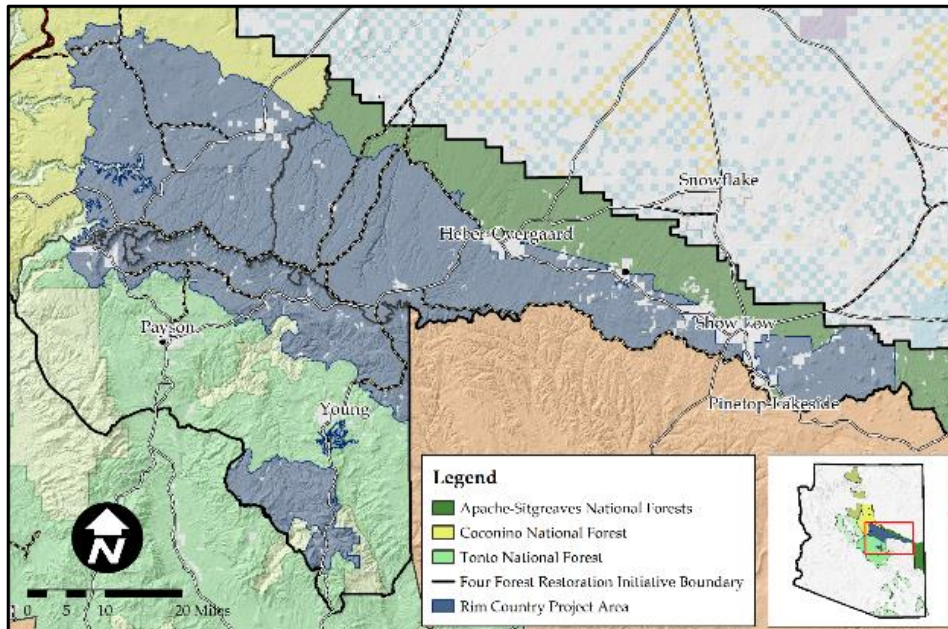 Snowflake
Heber-Overgaard
Show Low
Payson
Pinetop-Lakeside
Young
Legend
Apache-Sitgreaves National Forests
Coconino National Forest
Tonto National Forest
Four Forest Restoration Initiative Boundary
Rim Country Project Area
N
0 5 10 20 Miles